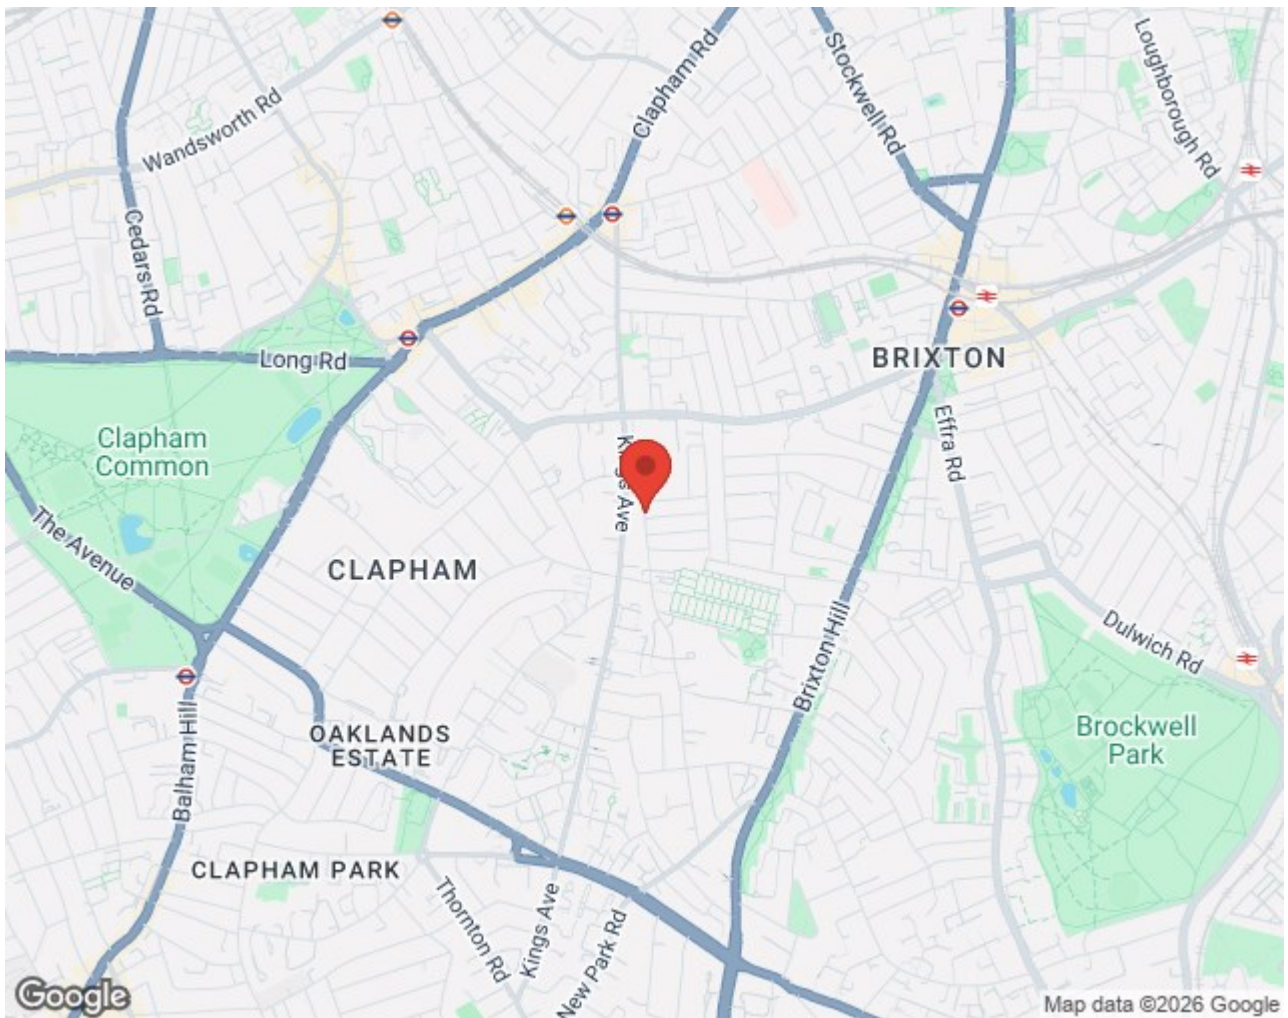 Loughborough Rd
Stockwell Rd
Clapham Rd
Wandsworth Rd
Cedars Rd
Long Rd
BRIXTON
Effra Rd
Clapham
Common
Kings Ave
The Avenue
CLAPHAM
Dulwich Rd
Brixton Hill
Balham Hill
OAKLANDS
ESTATE
Brockwell
Park
CLAPHAM PARK
Thornton Rd
Kings Ave
New Park Rd
Google
Map data ©2026 Google